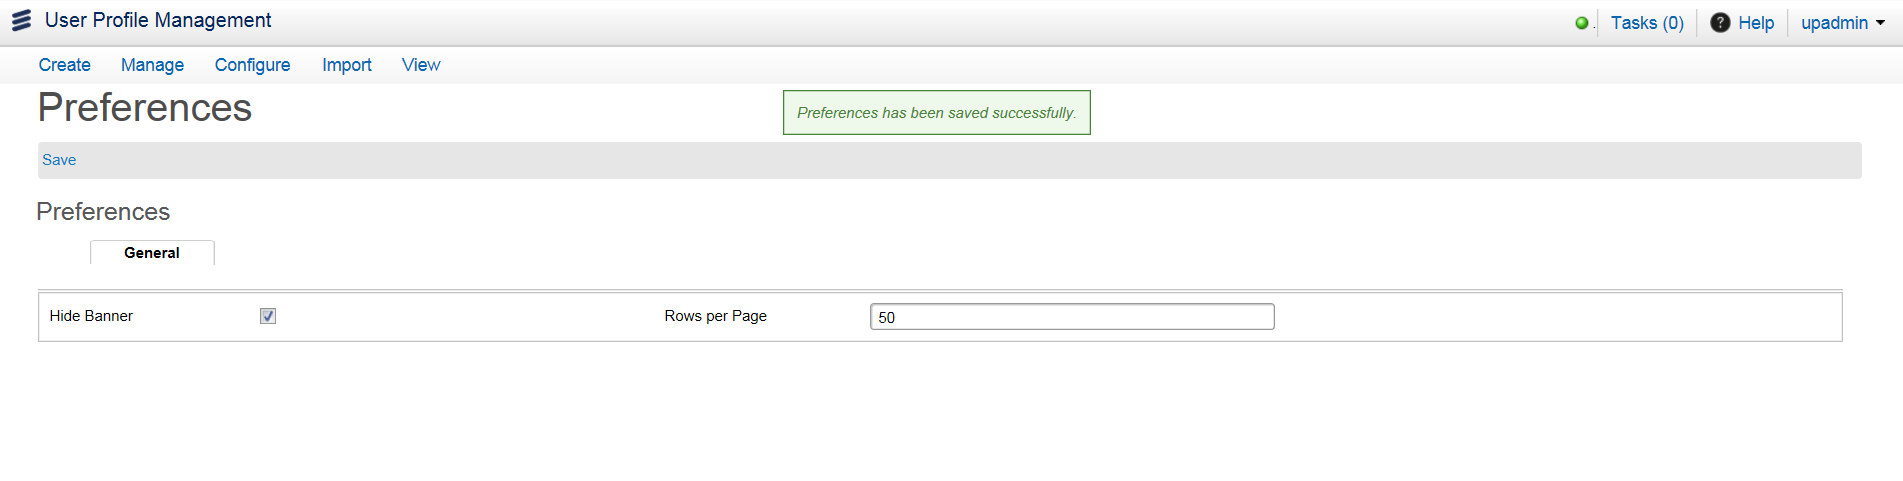 User Profile Management
Tasks (0)
? Help
upadmin
Create Manage Configure Import View
Preferences
Preferences has been saved successfully.
Save
Preferences
General
Hide Banner
Rows per Page
50